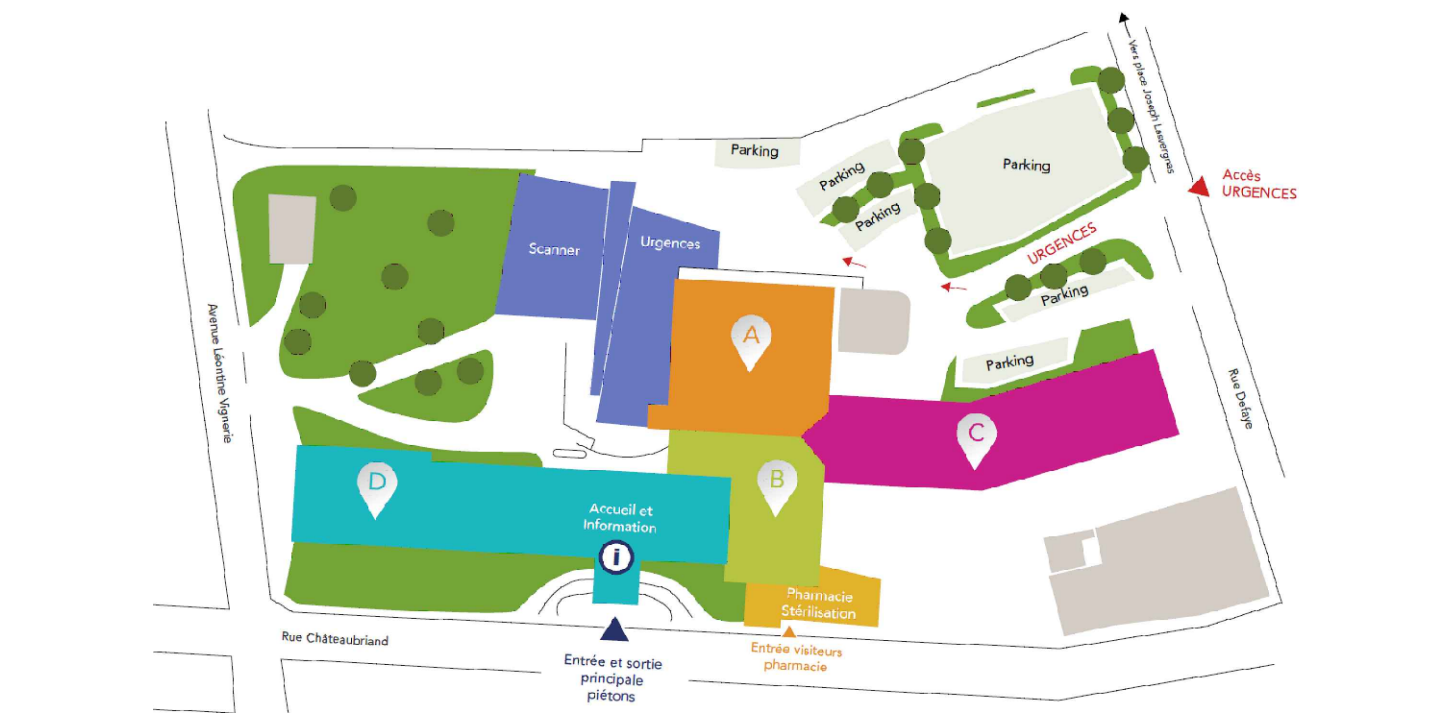 Vers place Joseph Lasvergnas
Parking
Parking
Parking
Parking
Accès
URGENCES
URGENCES
Scanner
Urgences
Parking
Avenue Léontine Vignerie
A
Parking
Rue Defaye
C
D
B
Accueil et
Information
i
Pharmacie
Stérilisation
Rue Châteaubriand
Entrée visiteurs
pharmacie
Entrée et sortie
principale
piétons